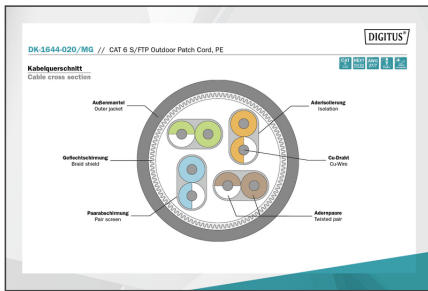 DIGITUS®
DK-1644-020/MG // CAT 6 S/FTP Outdoor Patch Cord, PE
Kabelquerschnitt
Cable cross section
Außenmantel
Outer jacket
Aderisolierung
Isolation
Geflechtschirmung
Braid shield
Cu-Draht
Cu-Wire
Paarabschirmung
Pair screen
Adernpaare
Twisted pair